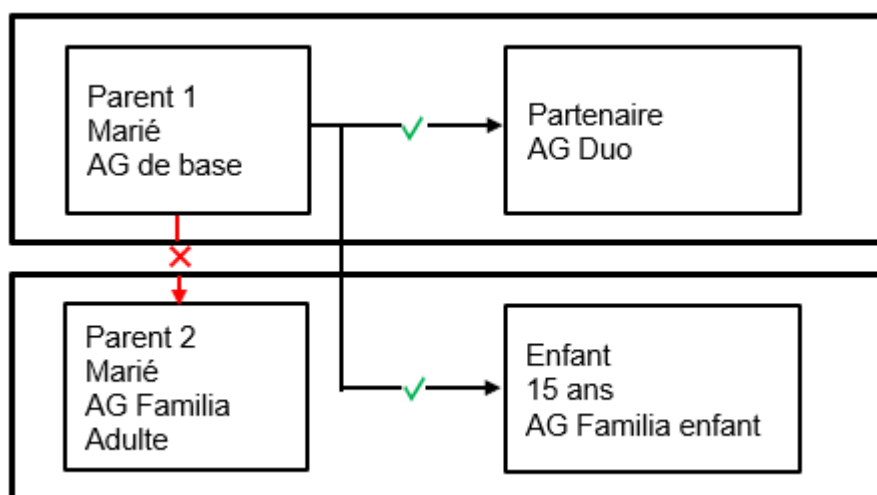 Parent 1
Marié
AG de base
Partenaire
AG Duo
Parent 2
Marié
AG Familia
Adulte
Enfant
15 ans
AG Familia enfant